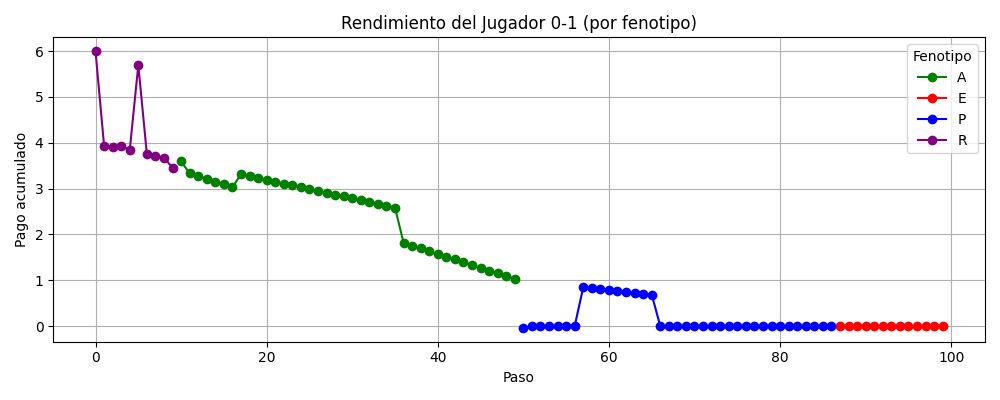 Rendimiento del Jugador 0-1 (por fenotipo)
Pago acumulado
6
5
4
3
2
1
0
0
20
40
60
80
100
Paso
Fenotipo
A
E
P
R